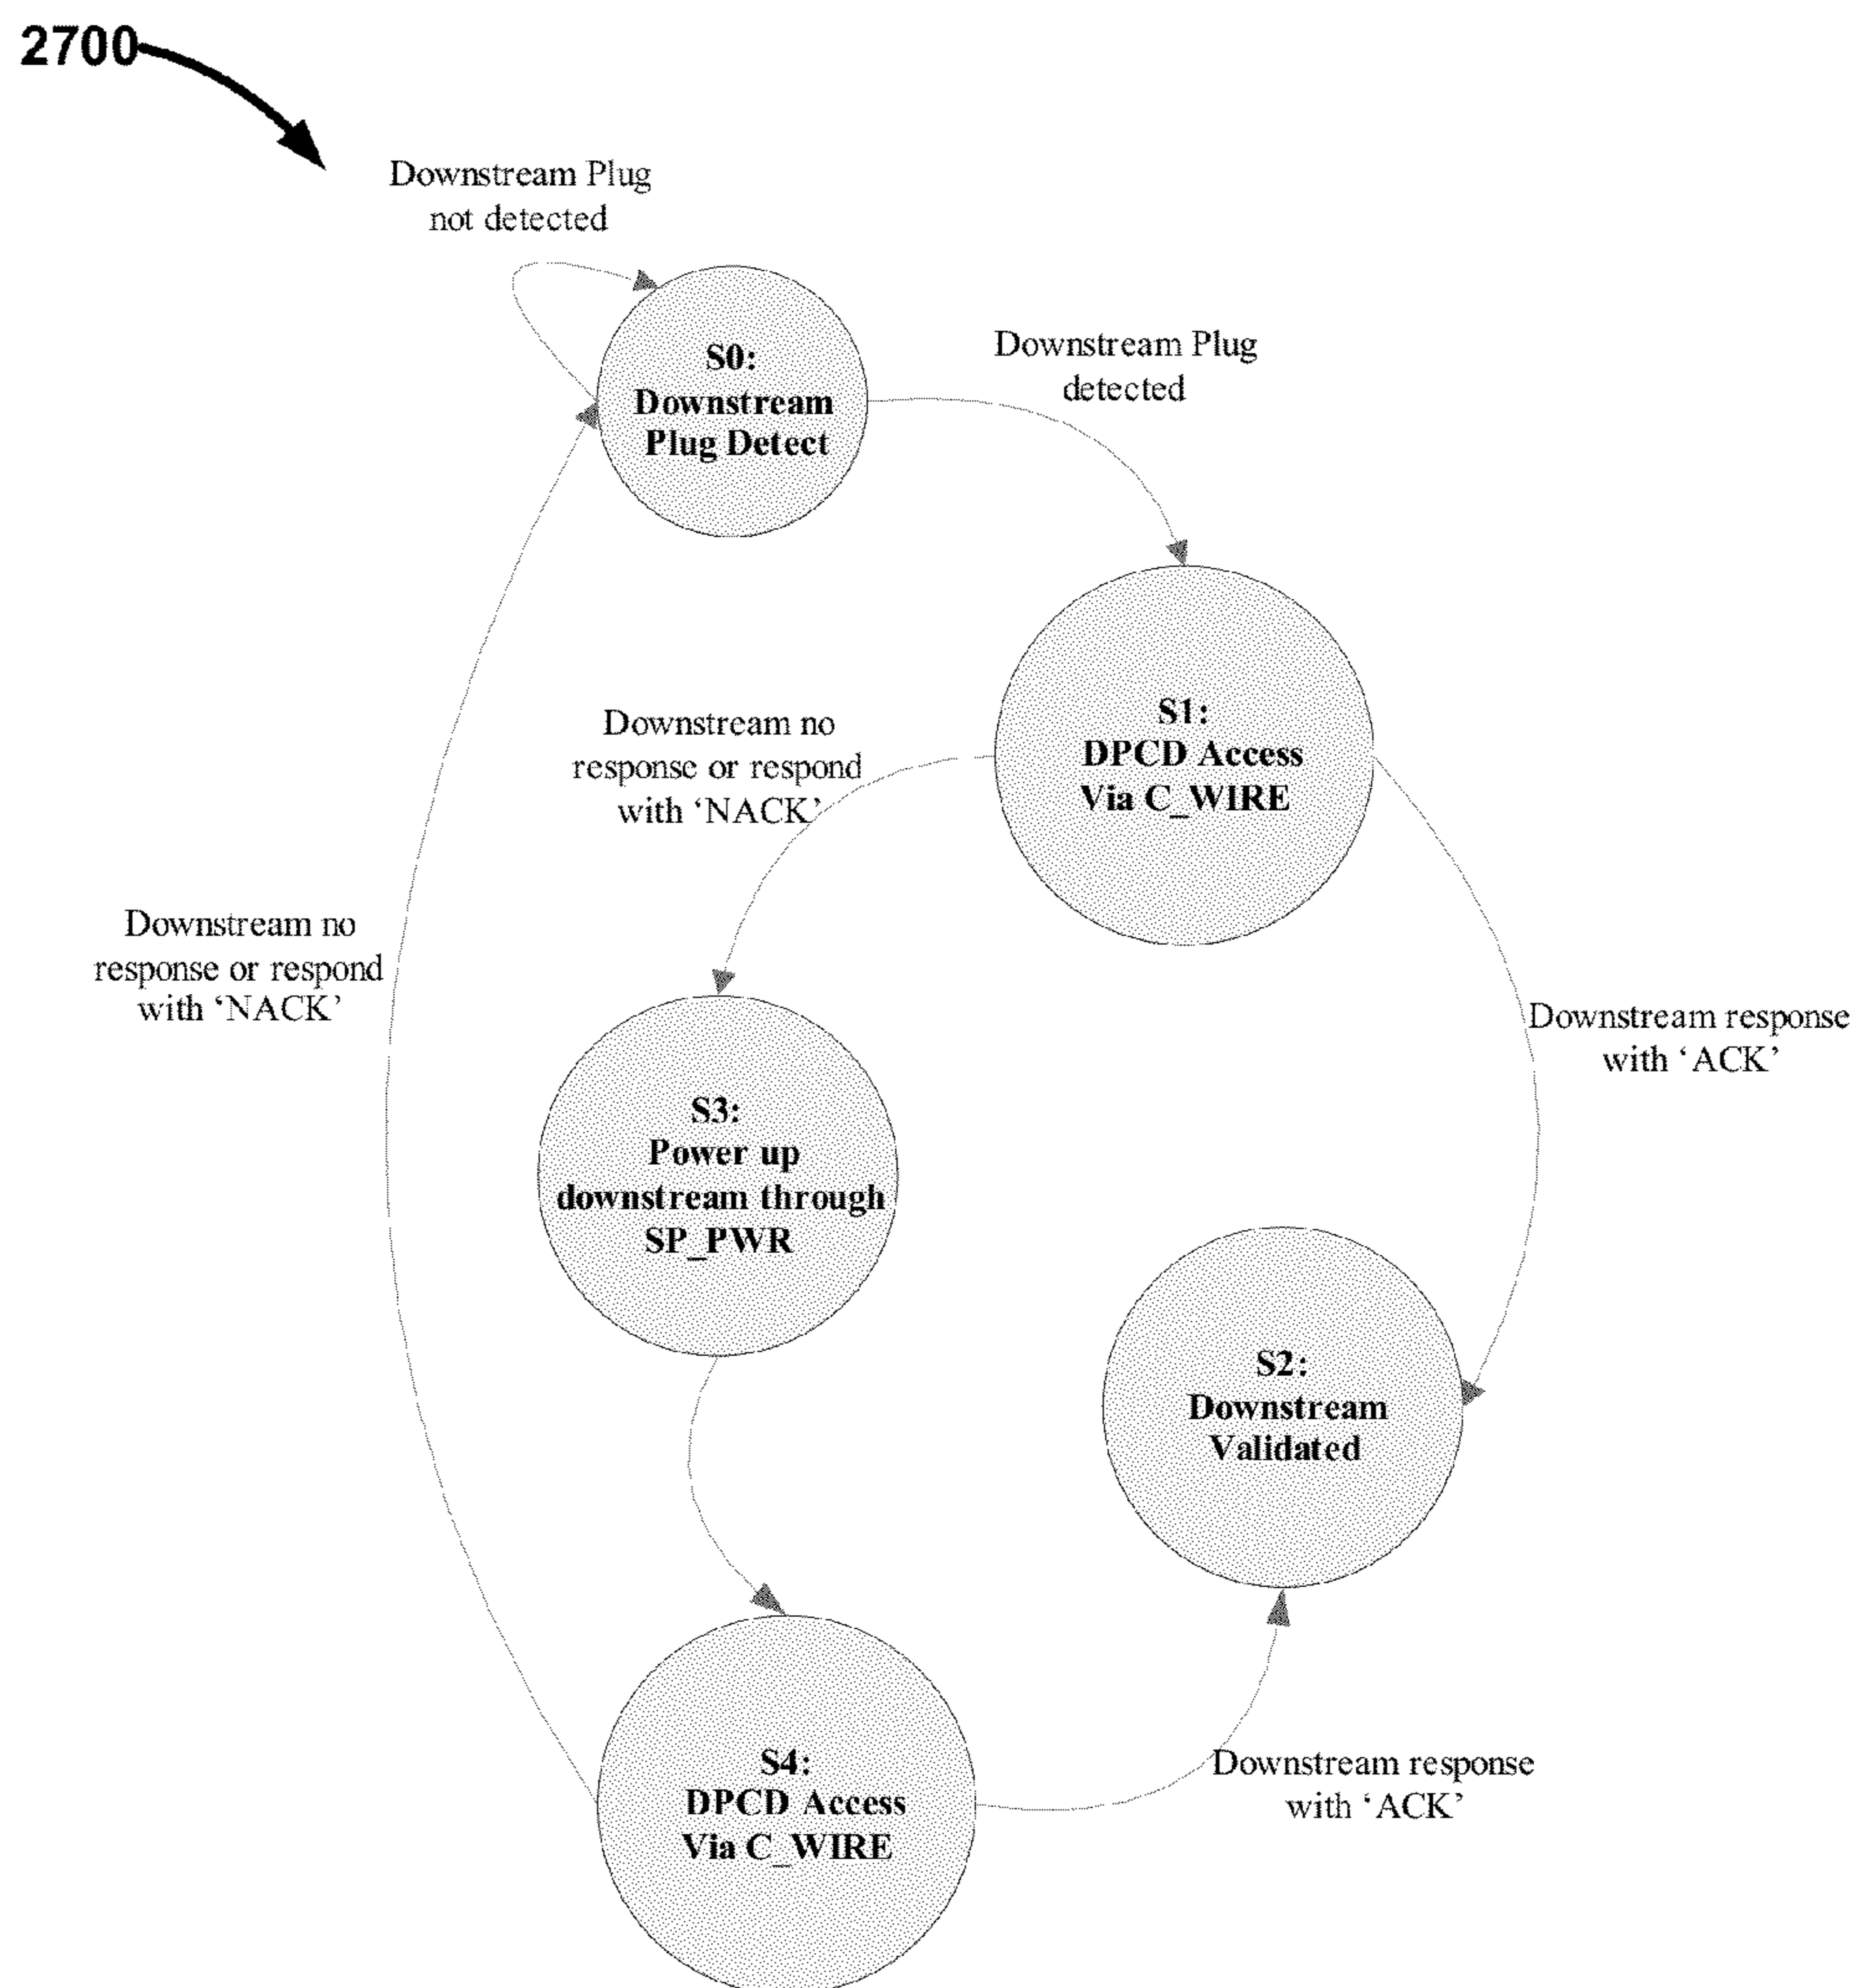 2700
Downstream Plug
not detected
S0:
Downstream
Plug Detect
Downstream Plug
detected
S1:
DPCD Access
Via C_WIRE
Downstream no
response or respond
with ‘NACK’
Downstream no
response or respond
with ‘NACK’
Downstream response
with ‘ACK’
S3:
Power up
downstream through
SP_PWR
S2:
Downstream
Validated
S4:
DPCD Access
Via C_WIRE
Downstream response
with ‘ACK’